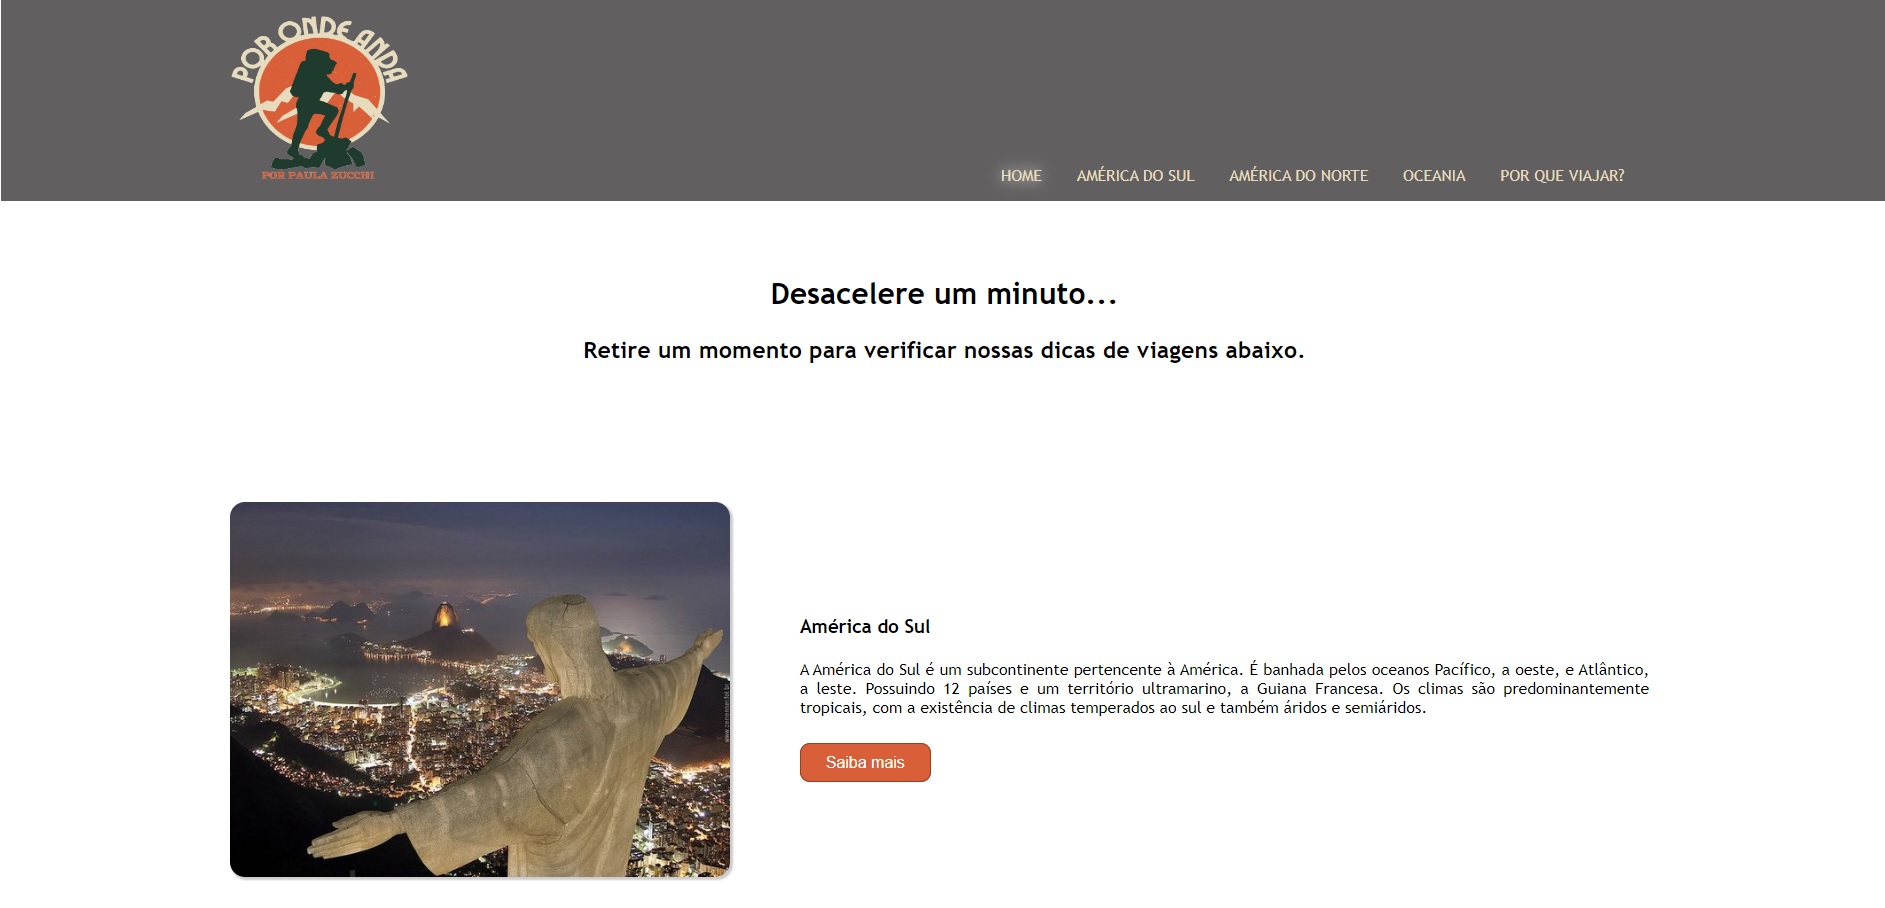 POR ONDE ANDA
POR PAULA ZUCCHI
HOME AMÉRICA DO SUL AMÉRICA DO NORTE OCEANIA POR QUE VIAJAR?
Desacelere um minuto...
Retire um momento para verificar nossas dicas de viagens abaixo.
América do Sul
A América do Sul é um subcontinente pertencente à América. É banhada pelos oceanos Pacífico, a oeste, e Atlântico,
a leste. Possuindo 12 países e um território ultramarino, a Guiana Francesa. Os climas são predominantemente
tropicais, com a existência de climas temperados ao sul e também áridos e semiáridos.
Saiba mais